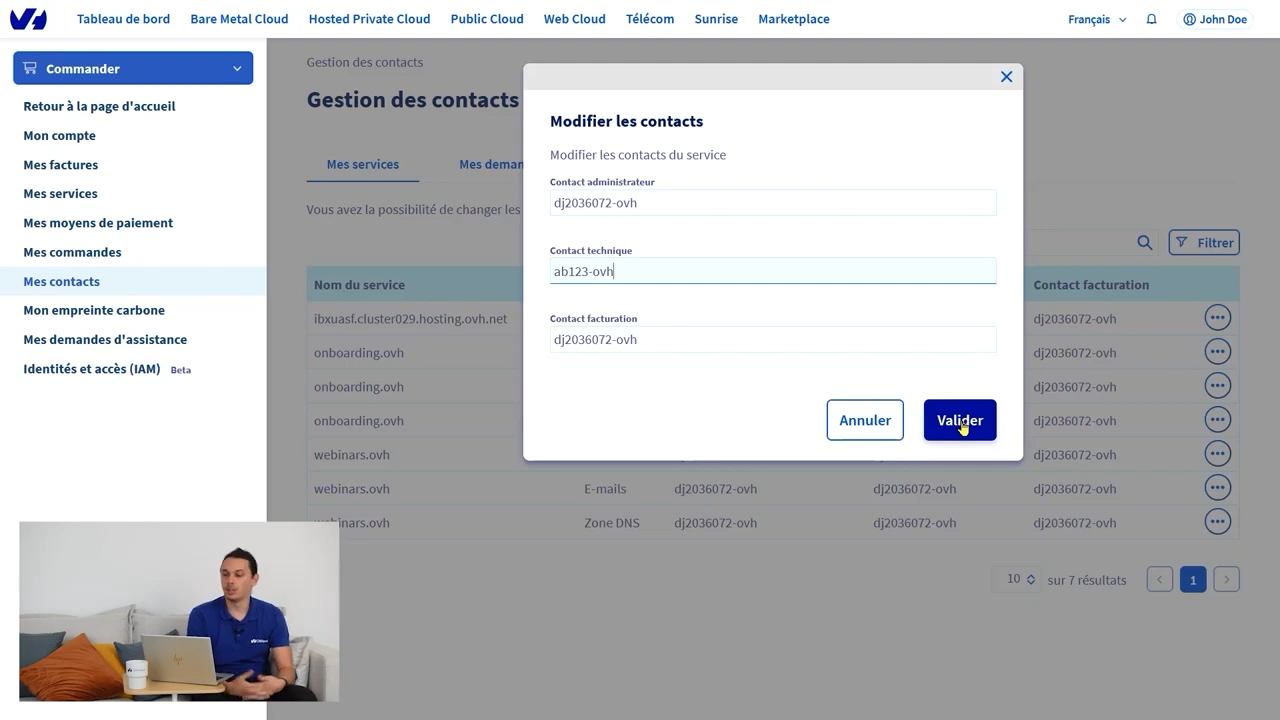 Tableau de bord
Bare Metal Cloud
Hosted Private Cloud
Public Cloud
Web Cloud
Télécom
Sunrise
Marketplace
Français
John Doe
Commander
Retour à la page d'accueil
Mon compte
Mes factures
Mes services
Mes moyens de paiement
Mes commandes
Mes contacts
Mon empreinte carbone
Mes demandes d'assistance
Identités et accès (IAM) Beta
Gestion des contacts
Gestion des contacts
Mes services
Mes deman
Vous avez la possibilité de changer les
Filtrer
Modifier les contacts
Modifier les contacts du service
Contact administrateur
dj2036072-ovh
Contact technique
ab123-ovh
Contact facturation
dj2036072-ovh
Annuler
Valider
Nom du service Contact facturation
ibxuasf.cluster029.hosting.ovh.net dj2036072-ovh
onboarding.ovh dj2036072-ovh
onboarding.ovh dj2036072-ovh
onboarding.ovh dj2036072-ovh
webinars.ovh dj2036072-ovh
webinars.ovh E-mails dj2036072-ovh dj2036072-ovh dj2036072-ovh
webinars.ovh Zone DNS dj2036072-ovh dj2036072-ovh dj2036072-ovh
10 sur 7 résultats < 1 >
hp